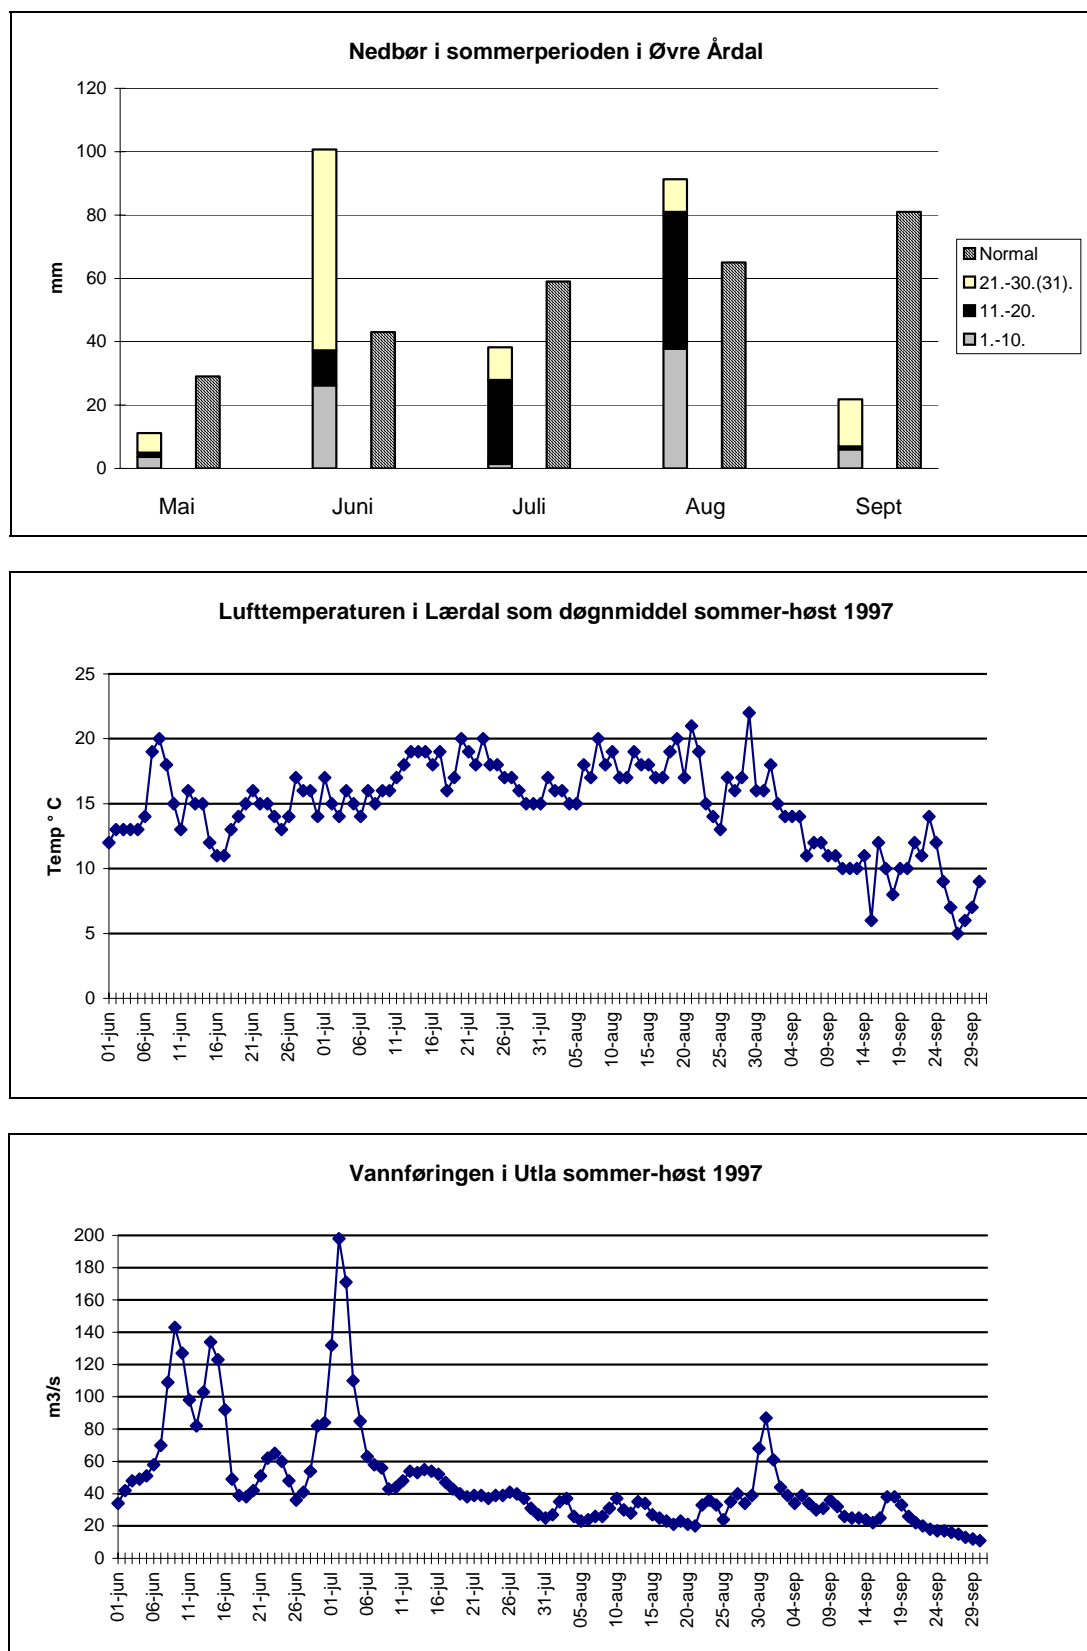 Nedbør i sommerperioden i Øvre Årdal
120
100
80
60
40
20
0
mm
Mai Juni Juli Aug Sept
Normal
21.-30.(31).
11.-20.
1.-10.
Lufttemperaturen i Lærdal som døgnmiddel sommer-høst 1997
25
20
15
10
5
0
Temp ° C
01-jun 06-jun 11-jun 16-jun 21-jun 26-jun 01-jul 06-jul 11-jul 16-jul 21-jul 26-jul 31-jul 05-aug 10-aug 15-aug 20-aug 25-aug 30-aug 04-sep 09-sep 14-sep 19-sep 24-sep 29-sep
Vannføringen i Utla sommer-høst 1997
200
180
160
140
120
100
80
60
40
20
0
m3/s
01-jun 06-jun 11-jun 16-jun 21-jun 26-jun 01-jul 06-jul 11-jul 16-jul 21-jul 26-jul 31-jul 05-aug 10-aug 15-aug 20-aug 25-aug 30-aug 04-sep 09-sep 14-sep 19-sep 24-sep 29-sep